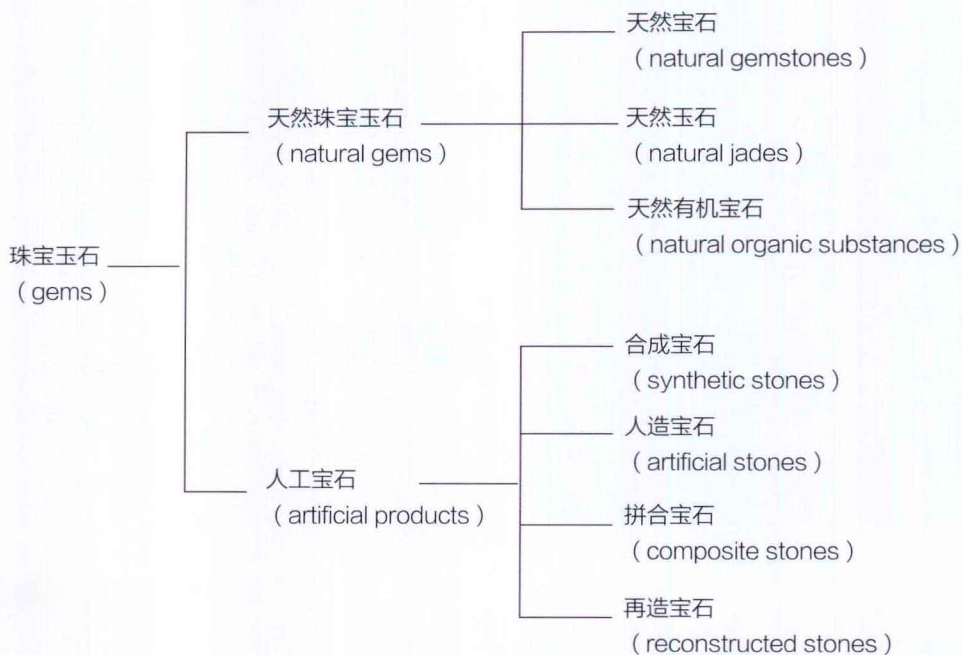 天然宝石
（natural gemstones）
天然珠宝玉石
（natural gems）
天然玉石
（natural jades）
天然有机宝石
（natural organic substances）
珠宝玉石
（gems）
合成宝石
（synthetic stones）
人造宝石
（artificial stones）
人工宝石
（artificial products）
拼合宝石
（composite stones）
再造宝石
（reconstructed stones）